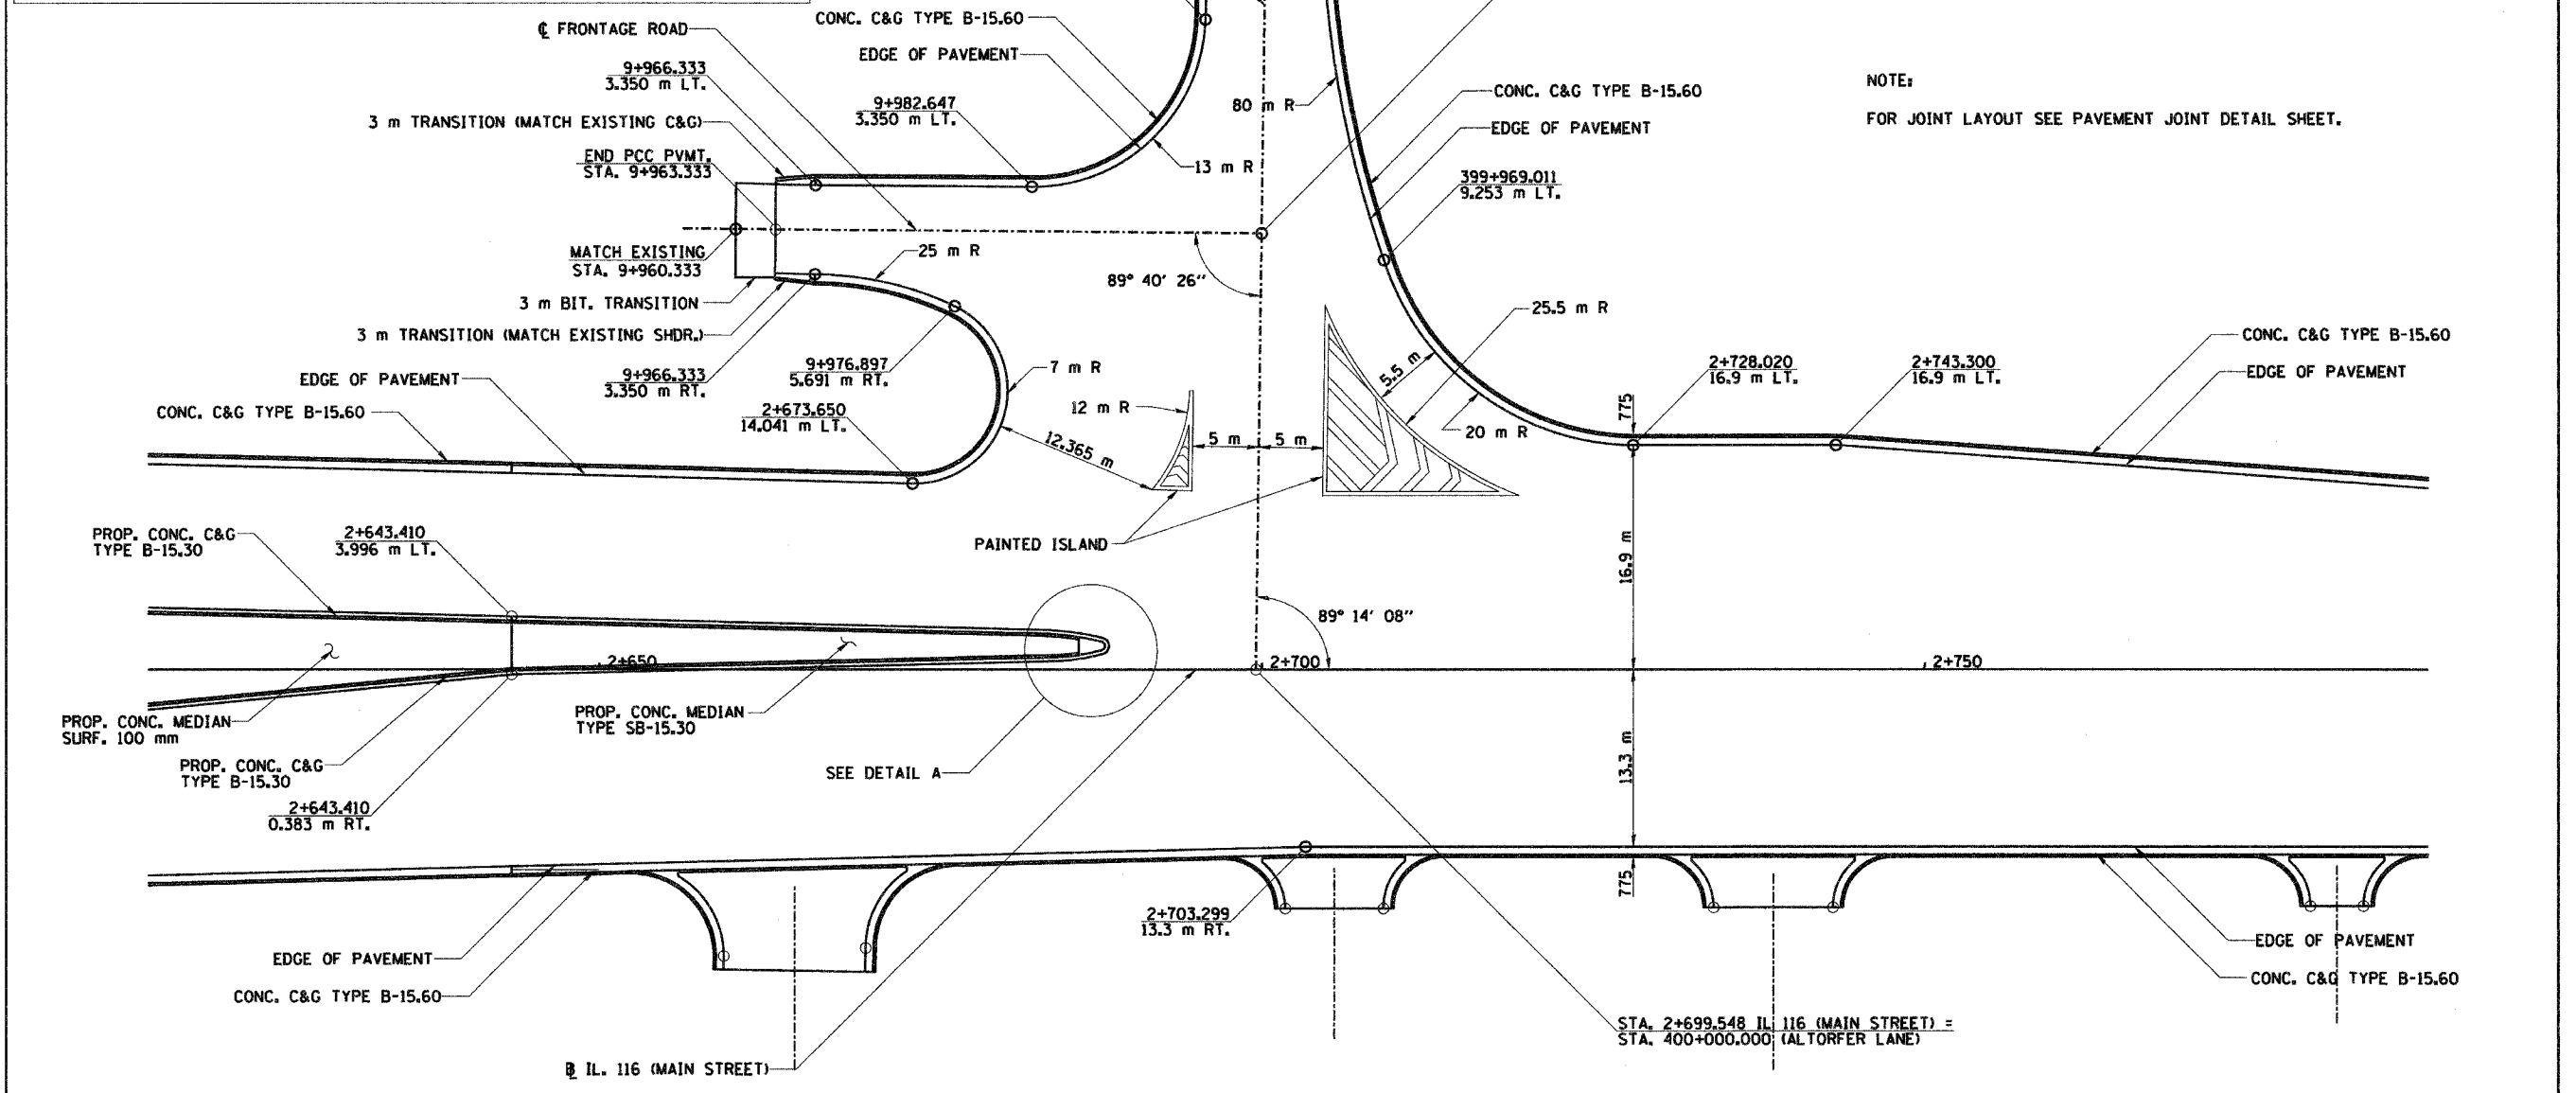 ℄ FRONTAGE ROAD
CONC. C&G TYPE B-15.60
EDGE OF PAVEMENT
9+966.333
3.350 m LT.
9+982.647
3.350 m LT.
3 m TRANSITION (MATCH EXISTING C&G)
END PCC PVMT.
STA. 9+963.333
80 m R
13 m R
CONC. C&G TYPE B-15.60
EDGE OF PAVEMENT
NOTE:
FOR JOINT LAYOUT SEE PAVEMENT JOINT DETAIL SHEET.
399+969.011
9.253 m LT.
MATCH EXISTING
STA. 9+960.333
25 m R
89° 40' 26"
3 m BIT. TRANSITION
3 m TRANSITION (MATCH EXISTING SHDR.)
25.5 m R
9+966.333
3.350 m RT.
9+976.897
5.691 m RT.
7 m R
5.5 m
2+728.020
16.9 m LT.
2+743.300
16.9 m LT.
CONC. C&G TYPE B-15.60
EDGE OF PAVEMENT
EDGE OF PAVEMENT
CONC. C&G TYPE B-15.60
2+673.650
14.041 m LT.
12 m R
12.365 m
5 m
5 m
20 m R
775
PROP. CONC. C&G
TYPE B-15.30
2+643.410
3.996 m LT.
PAINTED ISLAND
16.9 m
89° 14' 08"
2+650
2+700
2+750
PROP. CONC. MEDIAN
SURF. 100 mm
PROP. CONC. MEDIAN
TYPE SB-15.30
PROP. CONC. C&G
TYPE B-15.30
SEE DETAIL A
13.3 m
2+643.410
0.383 m RT.
775
2+703.299
13.3 m RT.
EDGE OF PAVEMENT
CONC. C&G TYPE B-15.60
EDGE OF PAVEMENT
CONC. C&G TYPE B-15.60
STA. 2+699.548 IL 116 (MAIN STREET) =
STA. 400+000.000 (ALTORFER LANE)
B̲L IL. 116 (MAIN STREET)